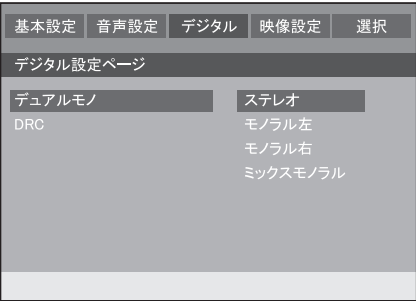 基本設定 音声設定 デジタル 映像設定 選択
デジタル設定ページ
デュアルモノ ステレオ
DRC モノラル左
モノラル右
ミックスモノラル